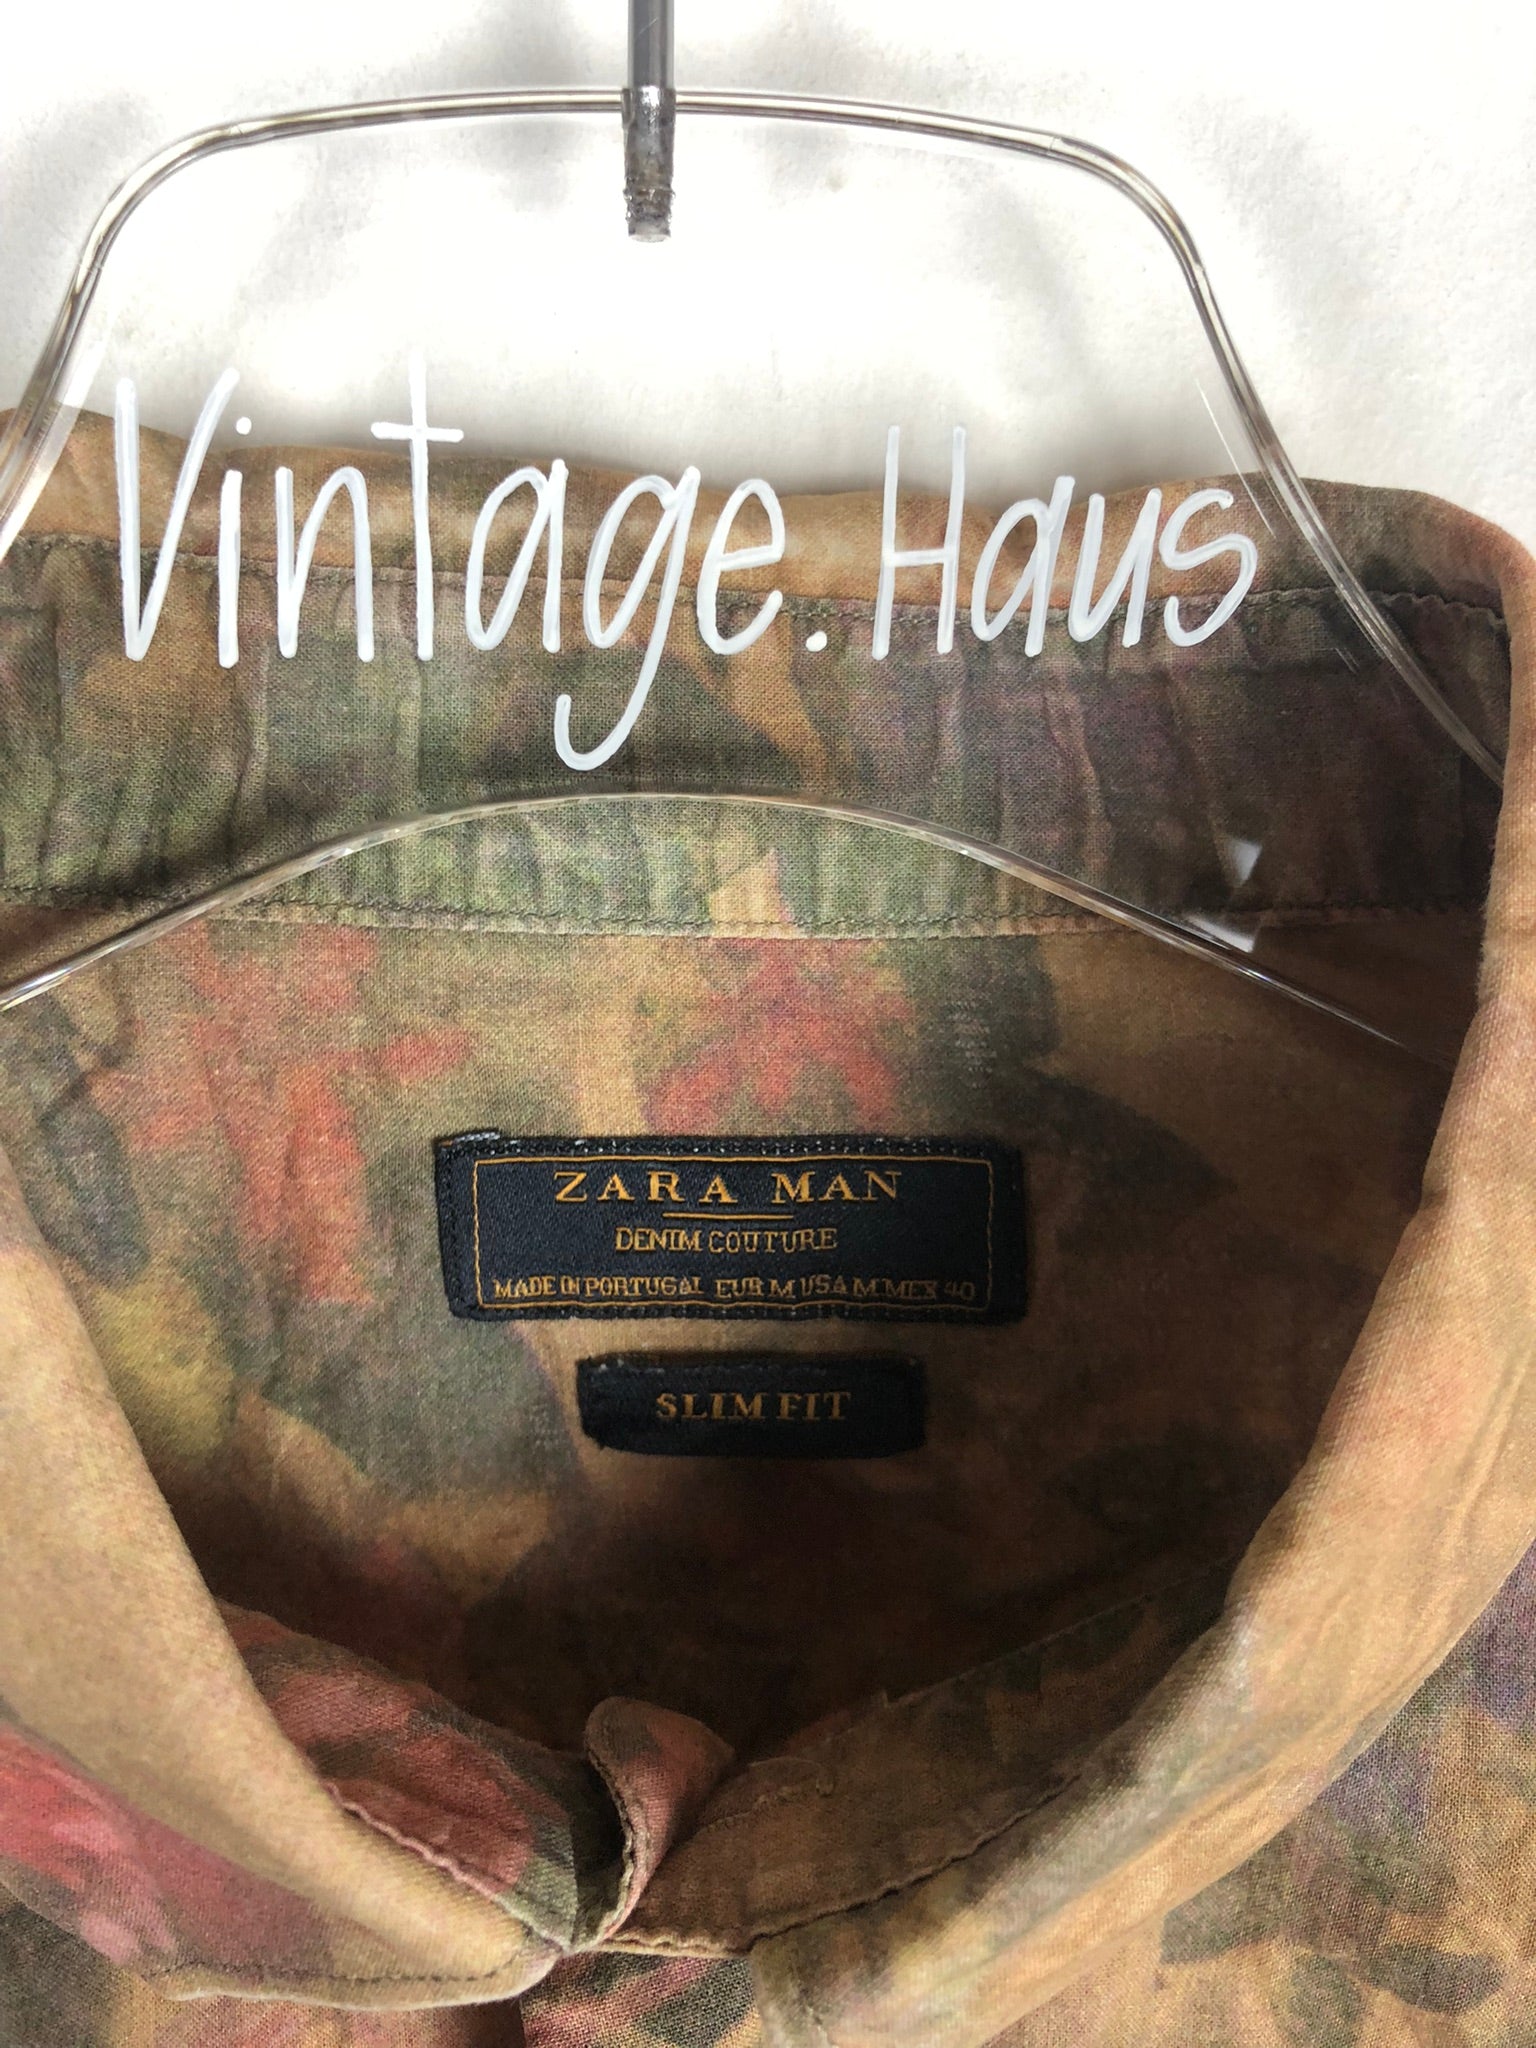 Vintage.Haus
ZARA MAN
DENIM COUTURE
MADE IN PORTUGAL EUR M USA M MEX 40
SLIM FIT